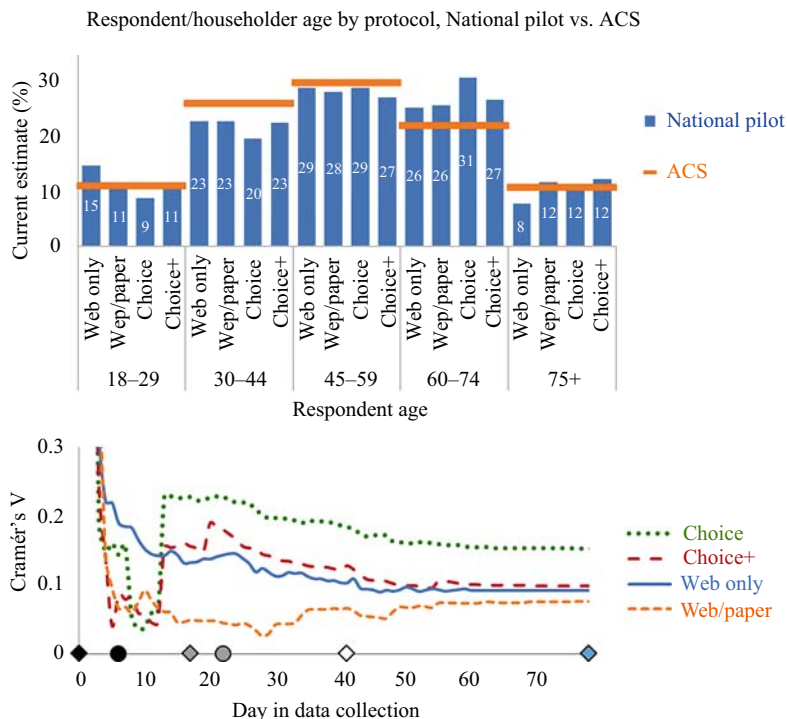 Respondent/householder age by protocol, National pilot vs. ACS
Current estimate (%)
30
20
10
0
15
11
9
11
23
23
20
23
29
28
29
27
26
26
31
27
8
12
12
12
National pilot
ACS
Web only
Wep/paper
Choice
Choice+
Web only
Wep/paper
Choice
Choice+
Web only
Wep/paper
Choice
Choice+
Web only
Wep/paper
Choice
Choice+
Web only
Wep/paper
Choice
Choice+
18–29
30–44
45–59
60–74
75+
Respondent age
Cramér's V
0.3
0.2
0.1
0
Choice
Choice+
Web only
Web/paper
0 10 20 30 40 50 60 70
Day in data collection